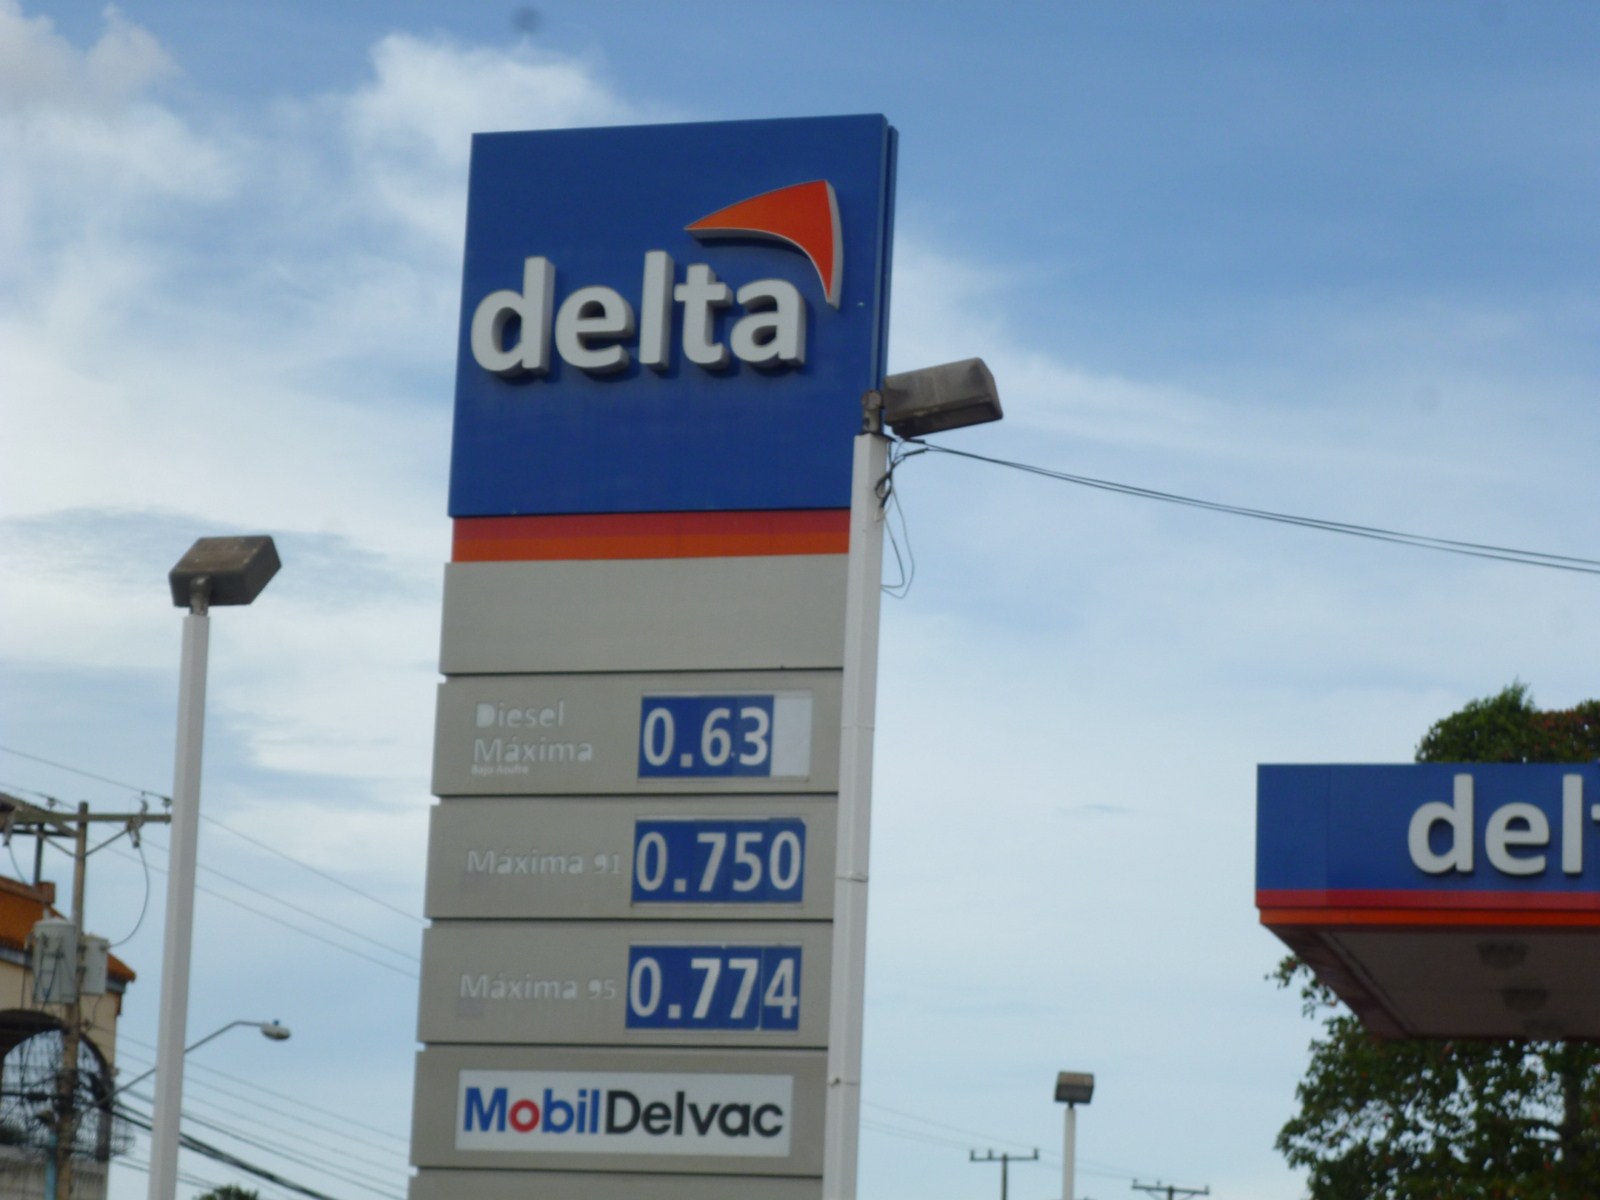 delta
Diesel 0.63
Máxima
Máxima 91 0.750
Máxima 95 0.774
MobilDelvac
delt